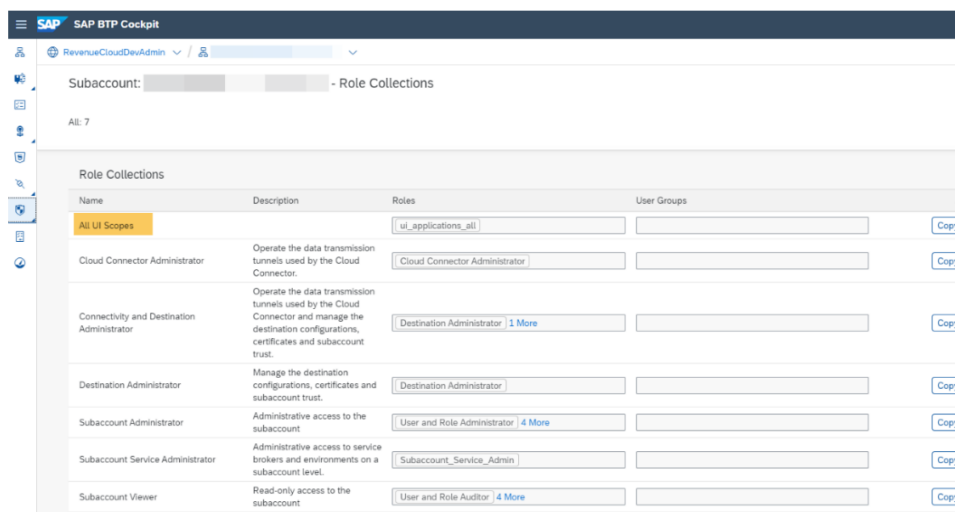 SAP SAP BTP Cockpit
RevenueCloudDevAdmin /
Subaccount: - Role Collections
All: 7
Role Collections
Name Description Roles User Groups
All UI Scopes ui_applications_all Copy
Operate the data transmission
tunnels used by the Cloud
Connector.
Cloud Connector Administrator Cloud Connector Administrator Copy
Operate the data transmission
tunnels used by the Cloud
Connector and manage the
destination configurations,
certificates and subaccount
trust.
Connectivity and Destination
Administrator
Destination Administrator 1 More Copy
Manage the destination
configurations, certificates and
subaccount trust.
Destination Administrator Destination Administrator Copy
Administrative access to the
subaccount
Subaccount Administrator User and Role Administrator 4 More Copy
Administrative access to service
brokers and environments on a
subaccount level.
Subaccount Service Administrator Subaccount_Service_Admin Copy
Read-only access to the
subaccount
Subaccount Viewer User and Role Auditor 4 More Copy